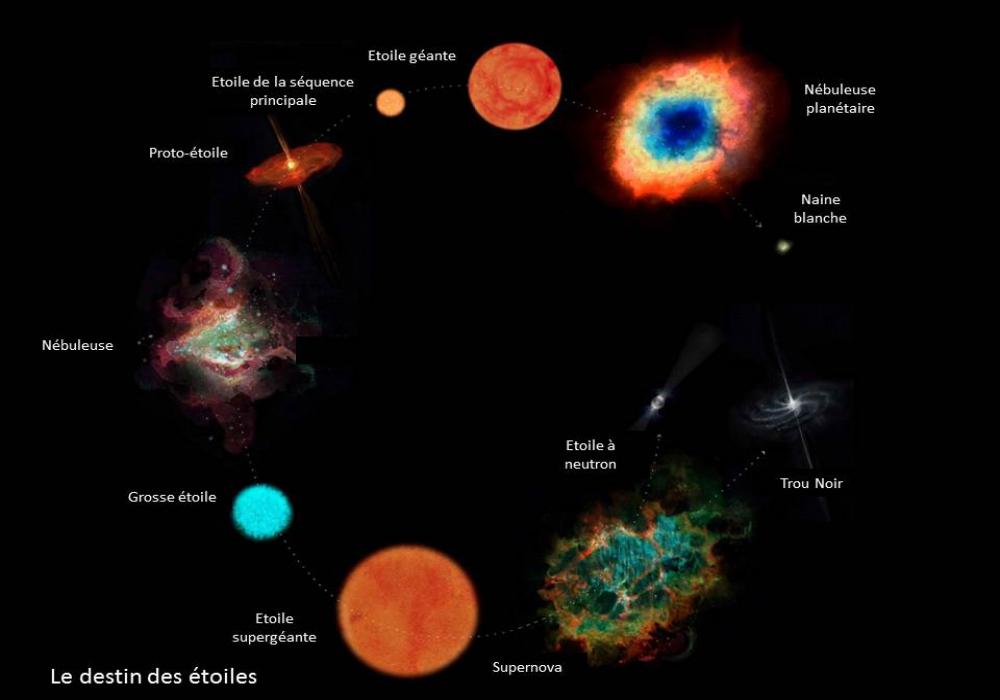 Etoile géante
Etoile de la séquence
principale
Nébuleuse
planétaire
Proto-étoile
Naine
blanche
Nébuleuse
Etoile à
neutron
Trou Noir
Grosse étoile
Etoile
supergéante
Supernova
Le destin des étoiles